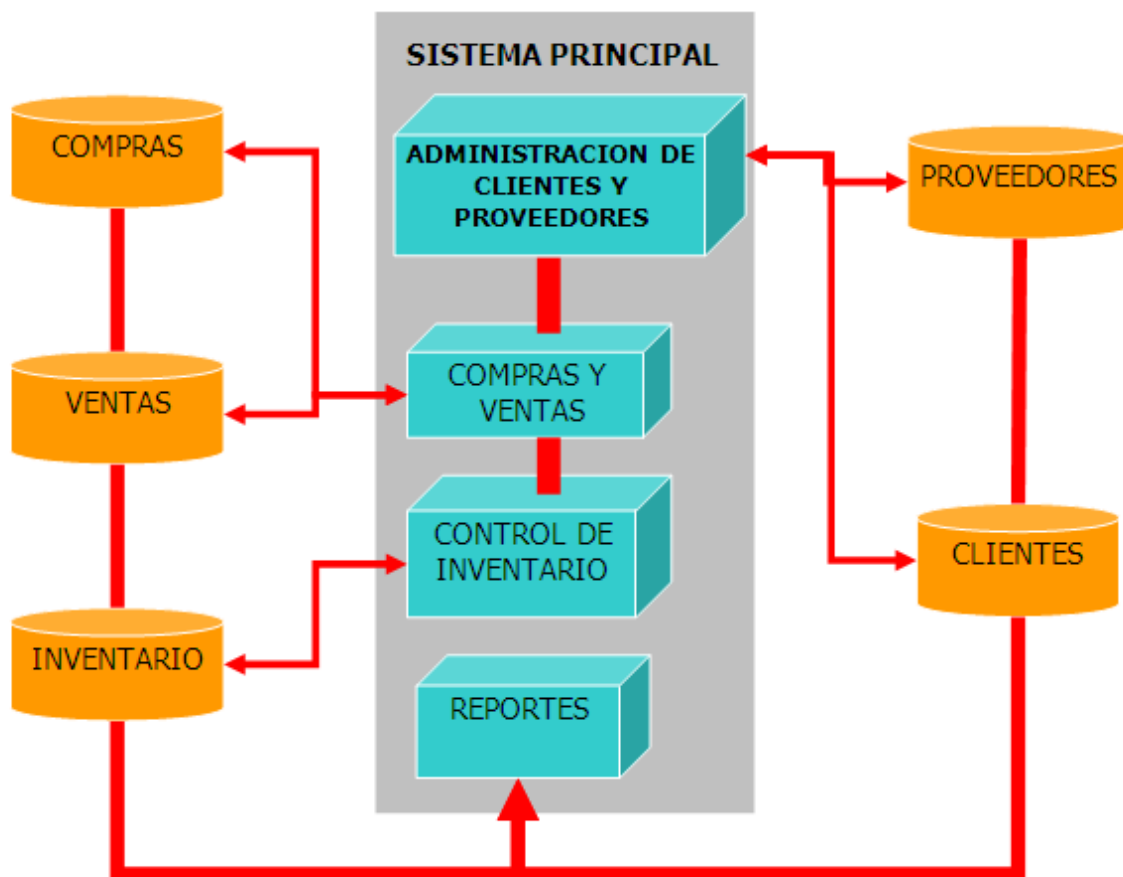 SISTEMA PRINCIPAL
COMPRAS
ADMINISTRACION DE
CLIENTES Y
PROVEEDORES
PROVEEDORES
VENTAS
COMPRAS Y
VENTAS
CONTROL DE
INVENTARIO
CLIENTES
INVENTARIO
REPORTES